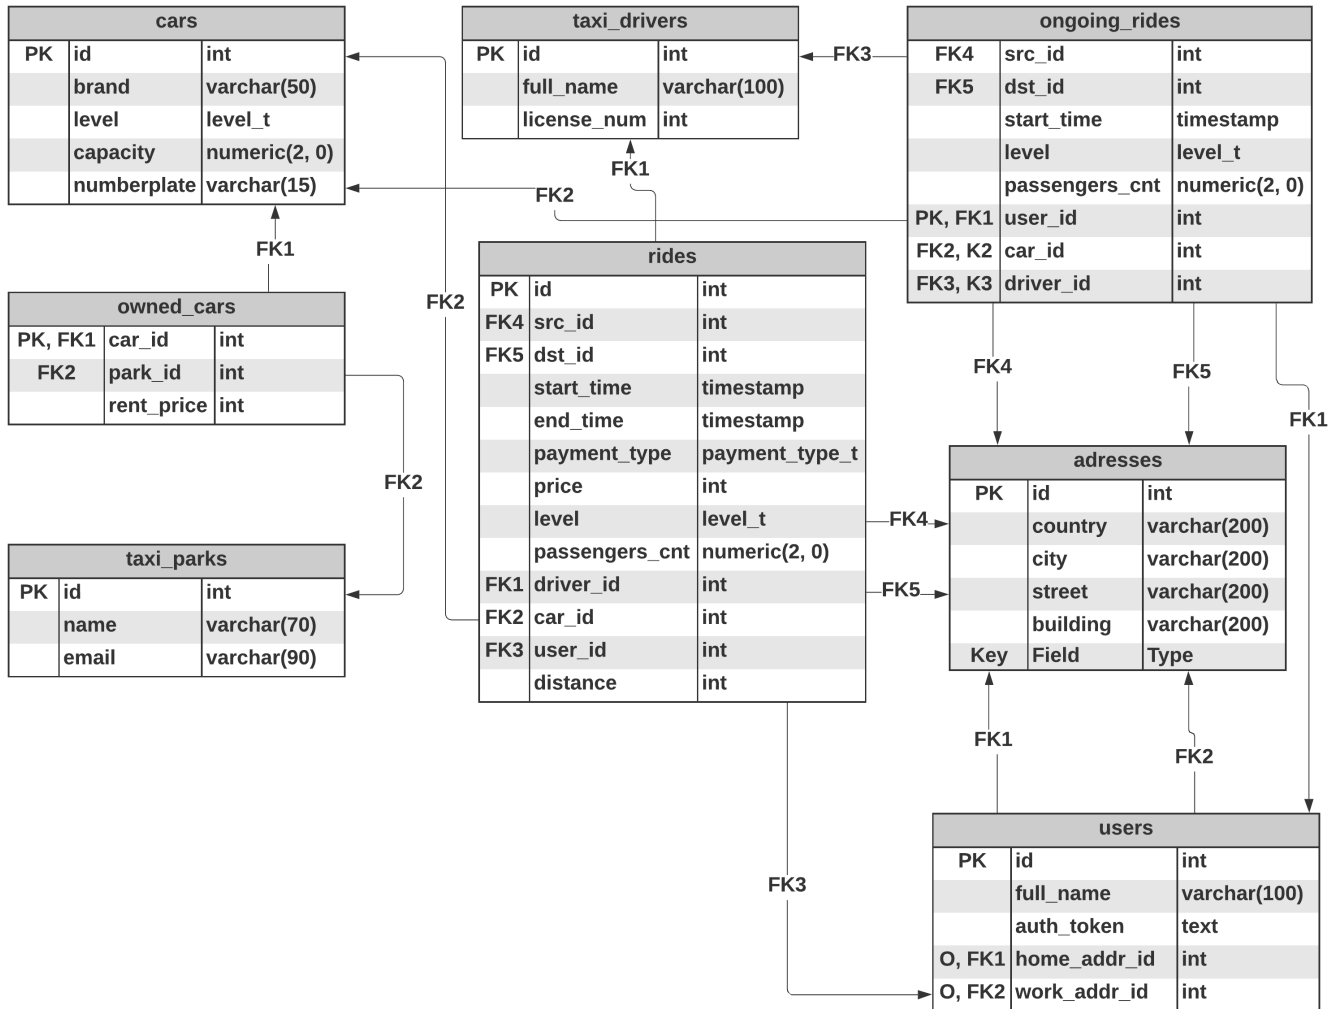 cars
PK id int
brand varchar(50)
level level_t
capacity numeric(2, 0)
numberplate varchar(15)
taxi_drivers
PK id int
full_name varchar(100)
license_num int
ongoing_rides
FK4 src_id int
FK5 dst_id int
start_time timestamp
level level_t
passengers_cnt numeric(2, 0)
PK, FK1 user_id int
FK2, K2 car_id int
FK3, K3 driver_id int
FK3
FK1
FK2
FK1
FK2
owned_cars
PK, FK1 car_id int
FK2 park_id int
rent_price int
rides
PK id int
FK4 src_id int
FK5 dst_id int
start_time timestamp
end_time timestamp
payment_type payment_type_t
price int
level level_t
passengers_cnt numeric(2, 0)
FK1 driver_id int
FK2 car_id int
FK3 user_id int
distance int
FK4
FK5
FK1
FK2
FK4
FK5
taxi_parks
PK id int
name varchar(70)
email varchar(90)
adresses
PK id int
country varchar(200)
city varchar(200)
street varchar(200)
building varchar(200)
Key Field Type
FK1
FK2
FK3
users
PK id int
full_name varchar(100)
auth_token text
O, FK1 home_addr_id int
O, FK2 work_addr_id int